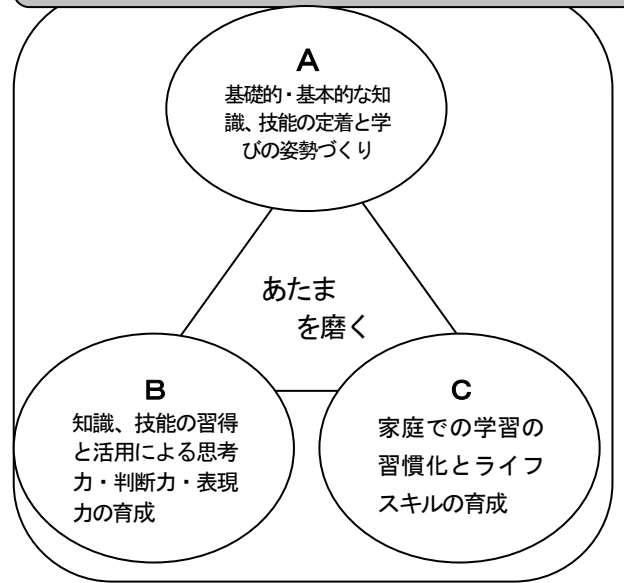 A
基礎的・基本的な知
識、技能の定着と学
びの姿勢づくり
あたま
を磨く
B
知識、技能の習得
と活用による思考
力・判断力・表現
力の育成
C
家庭での学習の
習慣化とライフ
スキルの育成